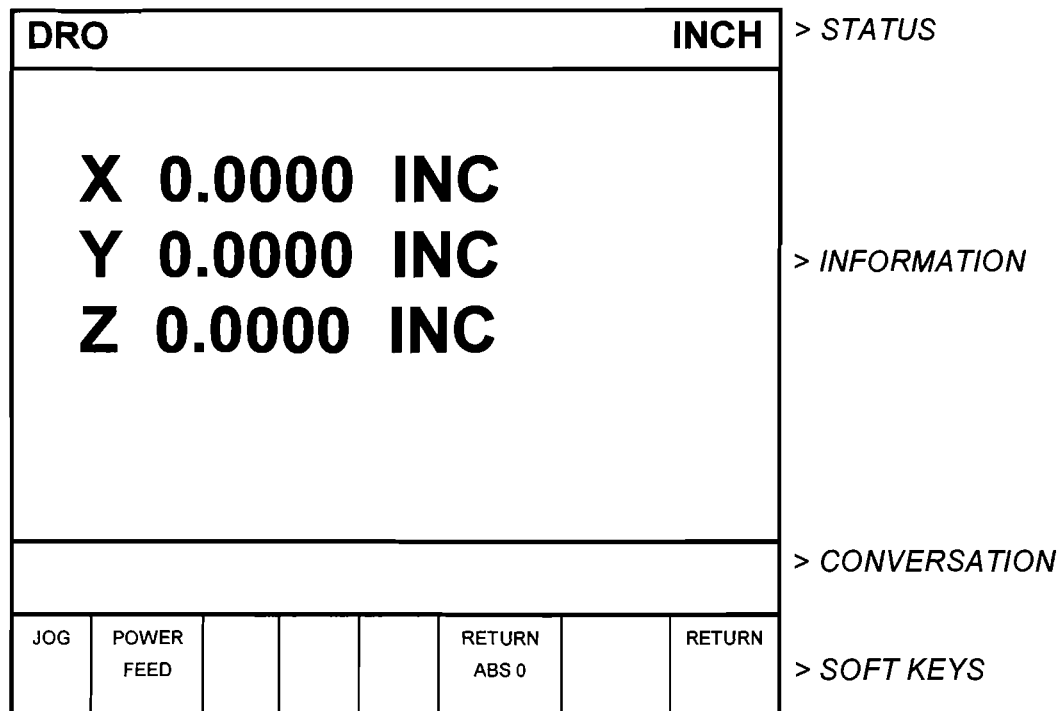 DRO INCH > STATUS
X 0.0000 INC
Y 0.0000 INC
> INFORMATION
Z 0.0000 INC
> CONVERSATION
JOG POWER FEED RETURN ABS 0 RETURN
> SOFT KEYS